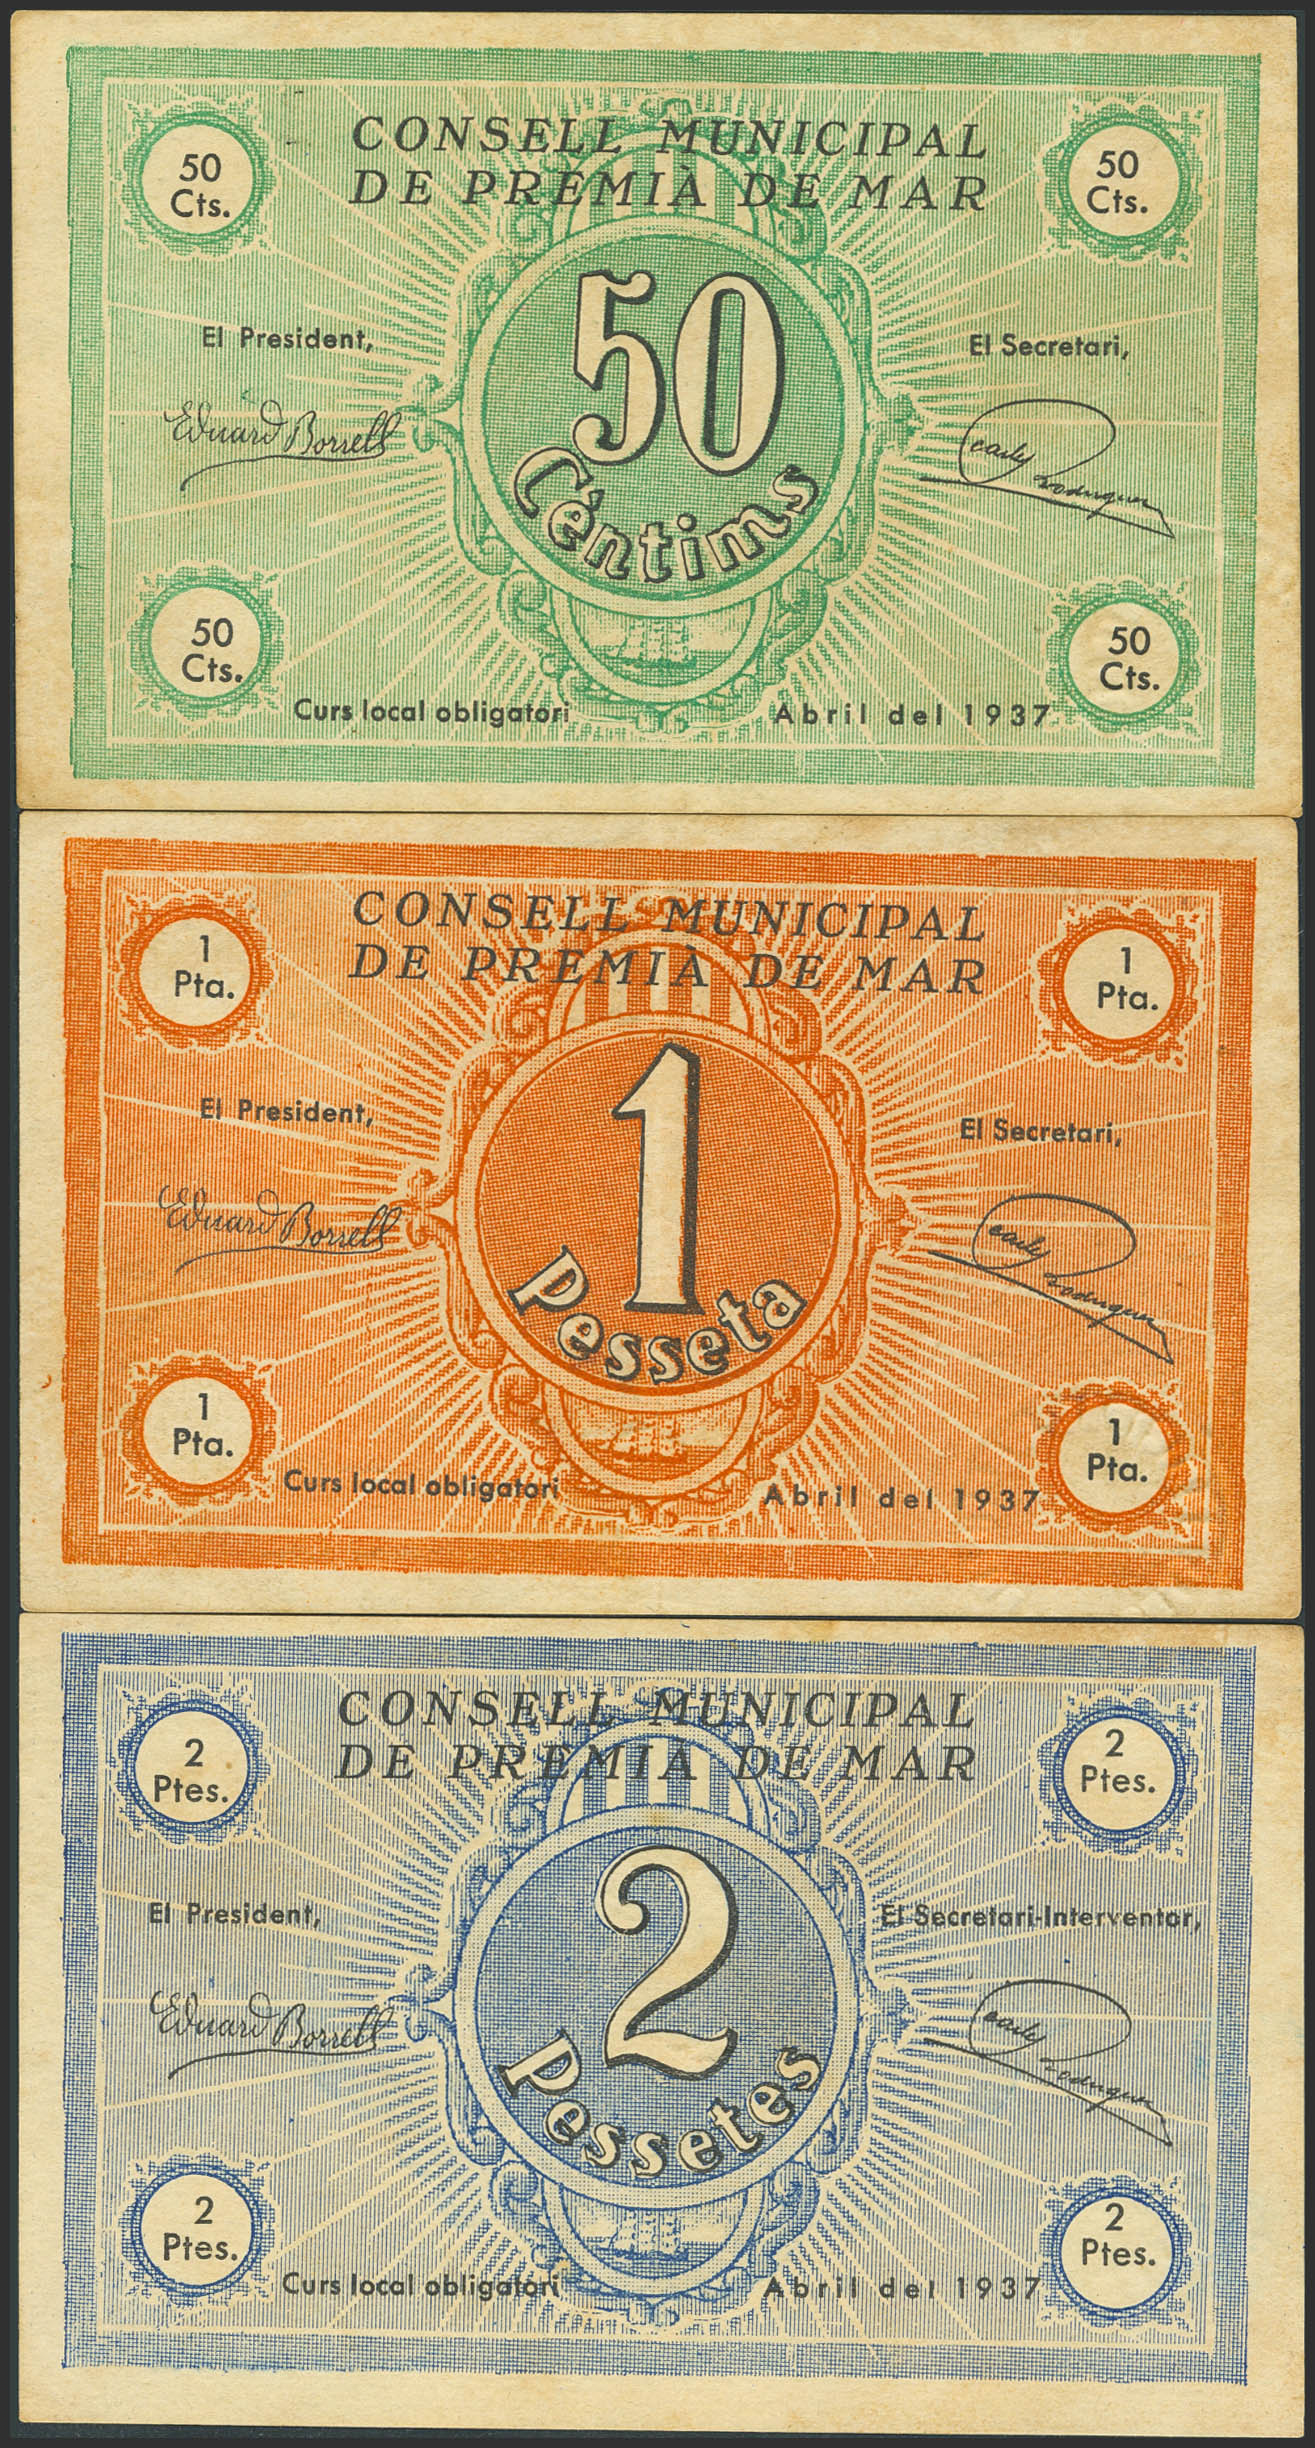 CONSELL MUNICIPAL
DE PREMIÀ DE MAR
50
Cts.
50
Cts.
50
Cèntims
El President,
El Secretari,
Eduard Borrell
Carles Rodriguez
50
Cts.
50
Cts.
Curs local obligatori
Abril del 1937
CONSELL MUNICIPAL
DE PREMIÀ DE MAR
1
Pta.
1
Pta.
1
Pesseta
El President,
El Secretari,
Eduard Borrell
1
Pta.
1
Pta.
Curs local obligatori
Abril del 1937
CONSELL MUNICIPAL
DE PREMIÀ DE MAR
2
Ptes.
2
Ptes.
2
Pessetes
El President,
El Secretari-Interventor,
Eduard Borrell
2
Ptes.
2
Ptes.
Curs local obligatori
Abril del 1937